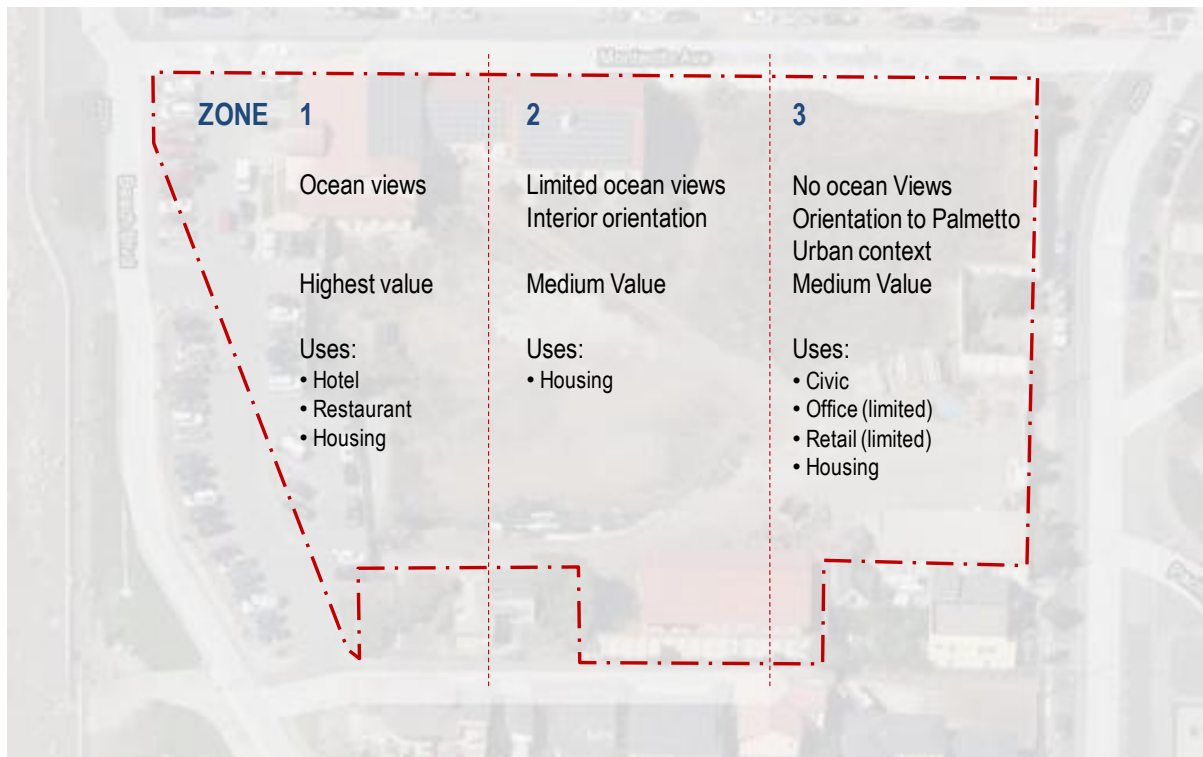 ZONE 1
Ocean views
Highest value
Uses:
• Hotel
• Restaurant
• Housing
2
Limited ocean views
Interior orientation
Medium Value
Uses:
• Housing
3
No ocean Views
Orientation to Palmetto
Urban context
Medium Value
Uses:
• Civic
• Office (limited)
• Retail (limited)
• Housing
Beach Blvd